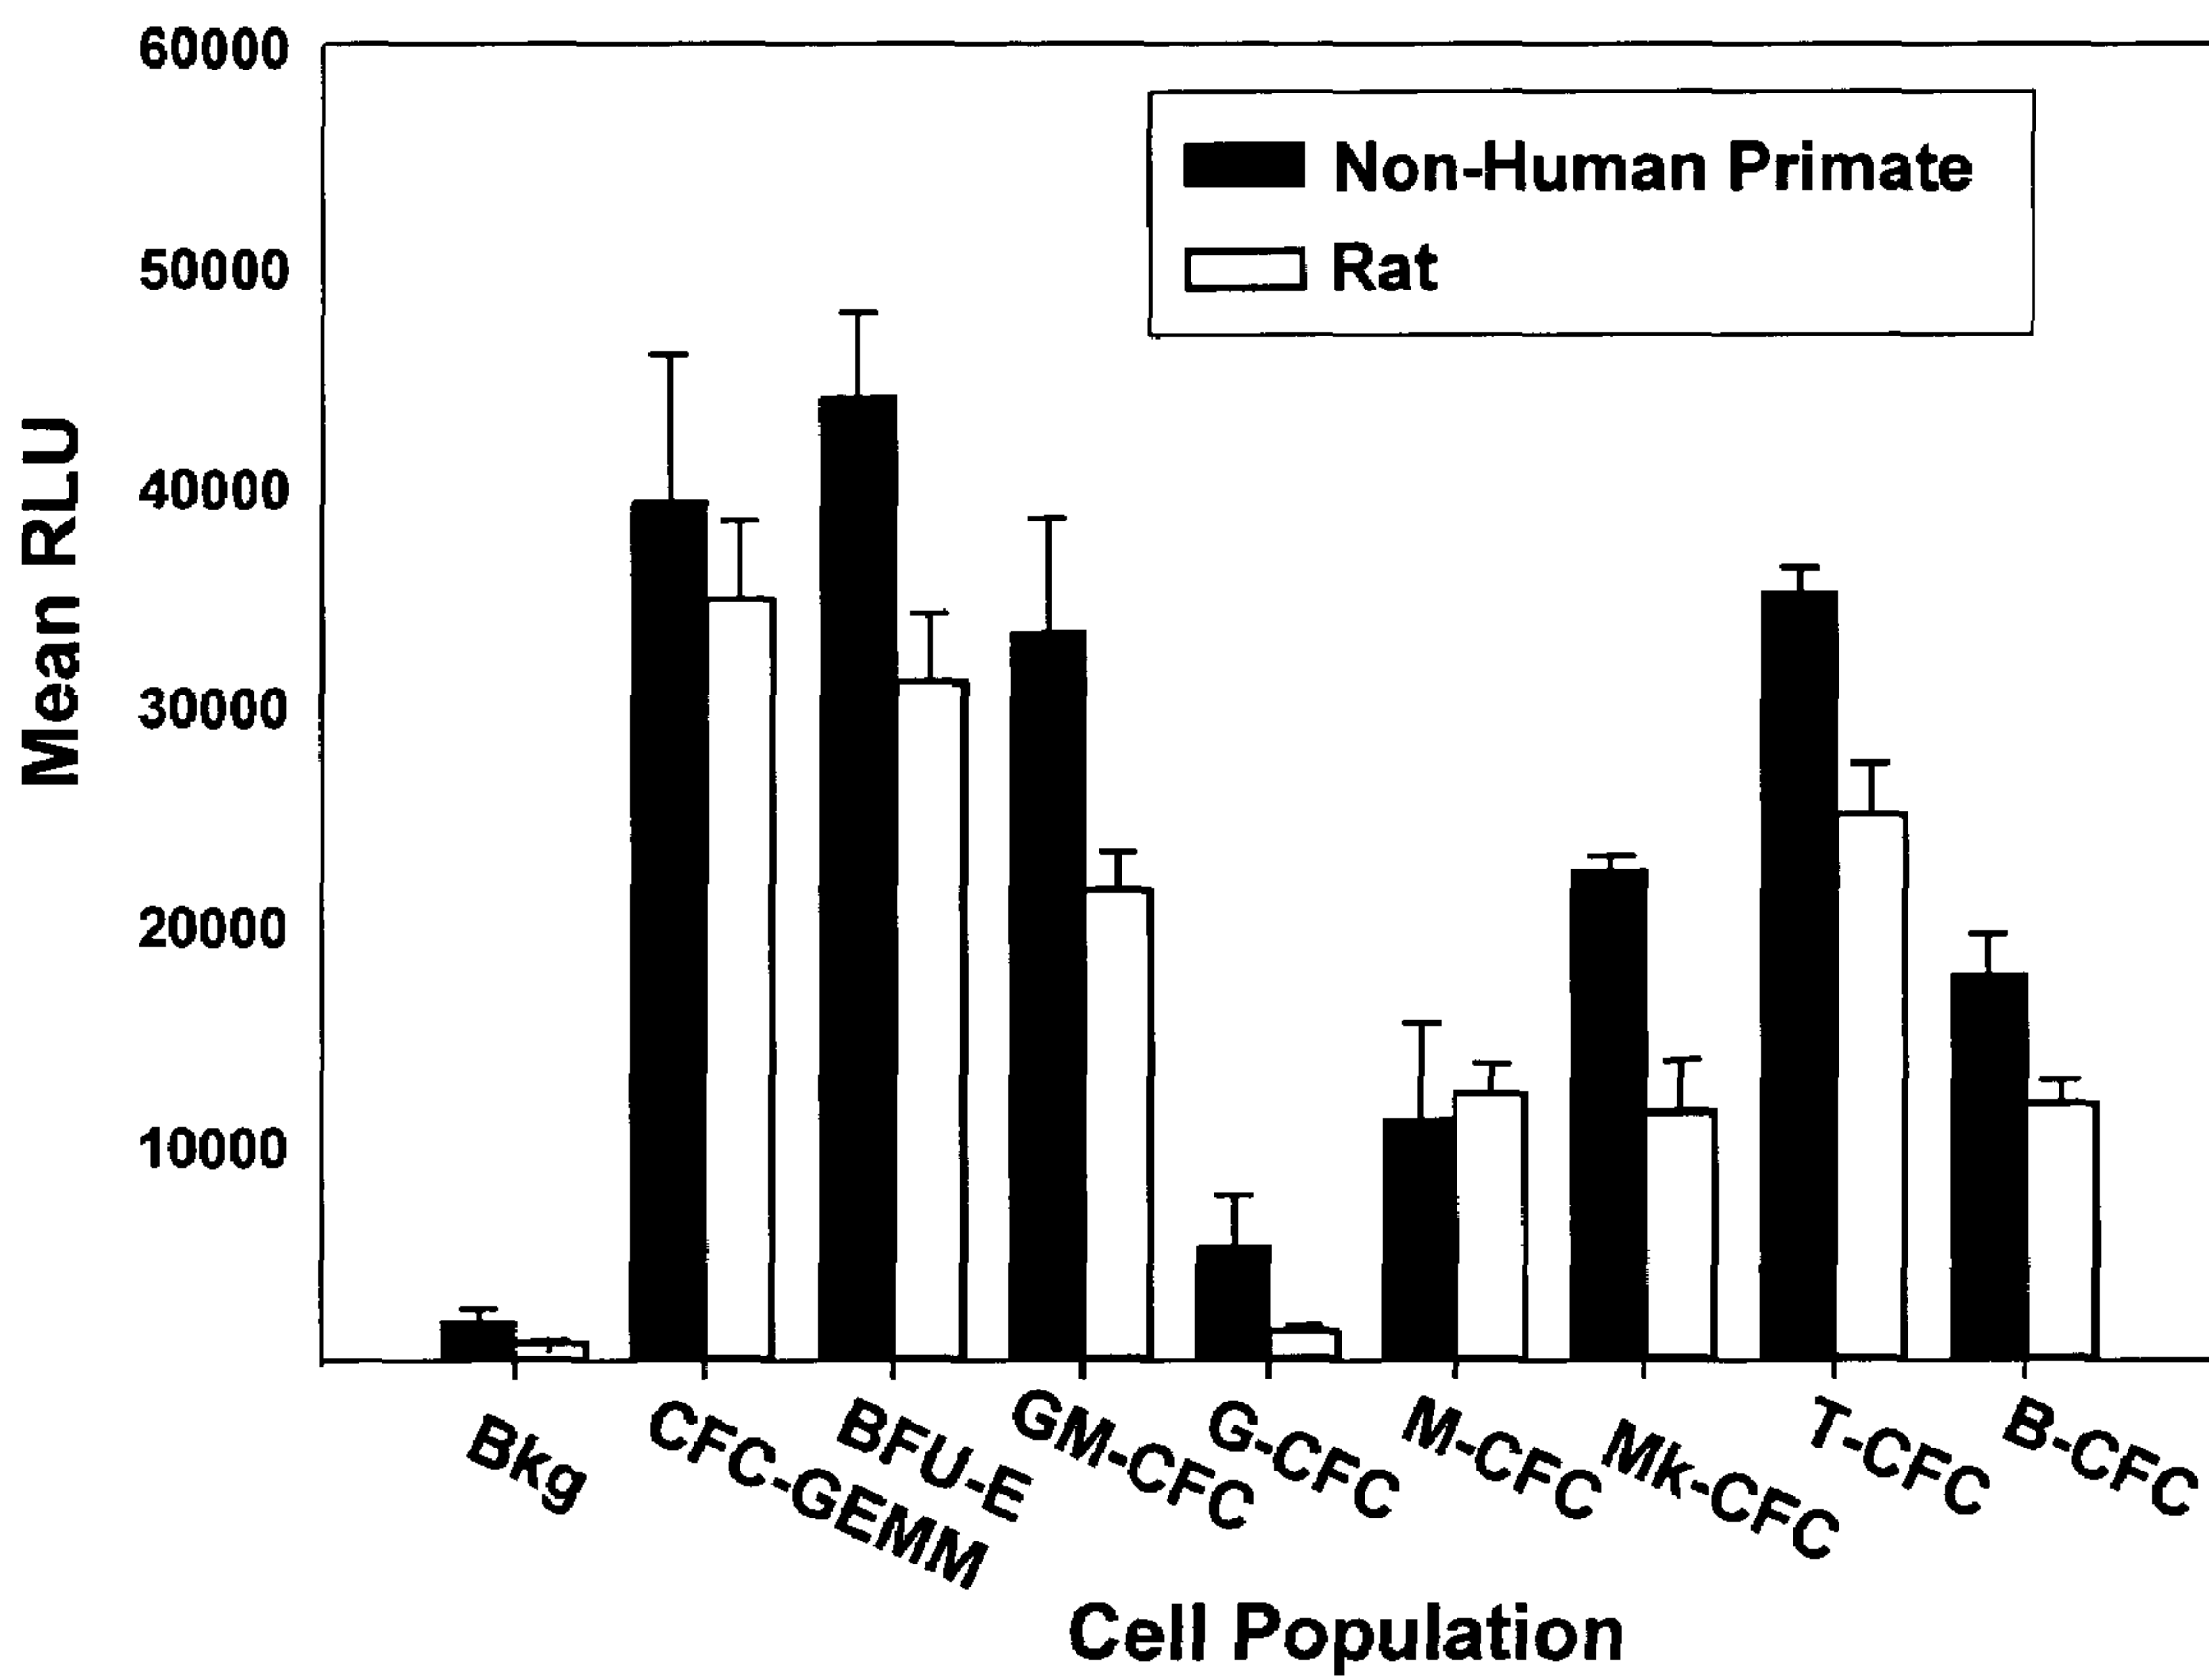 60000
50000
40000
30000
20000
10000
Mean RLU
Non-Human Primate
Rat
Bkg
CFC-GEMM
BFU-E
GM-CFC
G-CFC
M-CFC
Mk-CFC
T-CFC
B-CFC
Cell Population